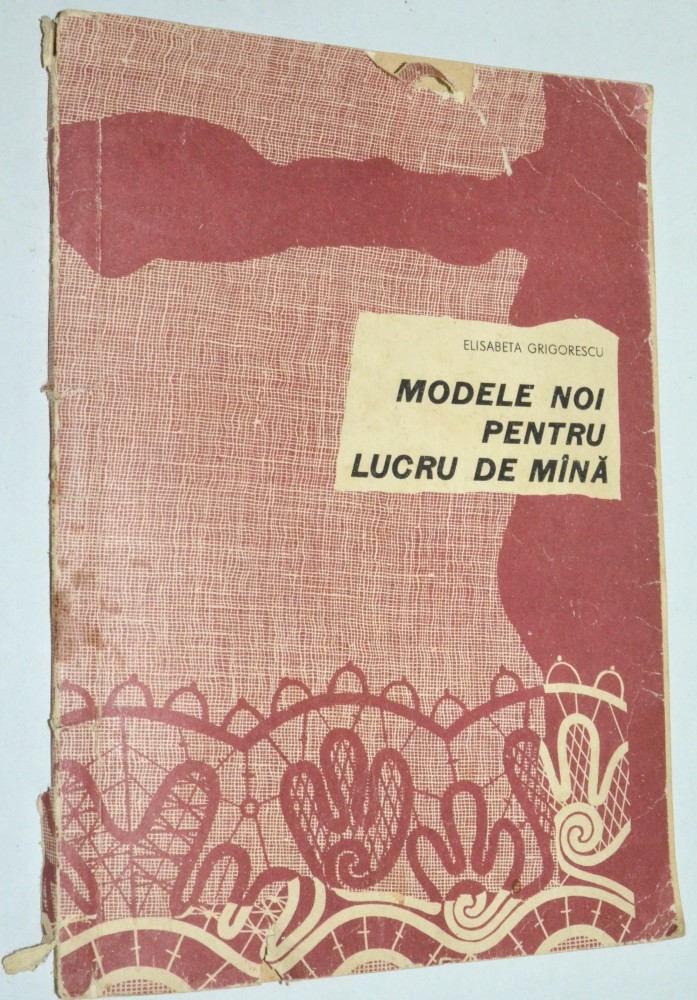 ELISABETA GRIGORESCU
MODELE NOI
PENTRU
LUCRU DE MÎNĂ